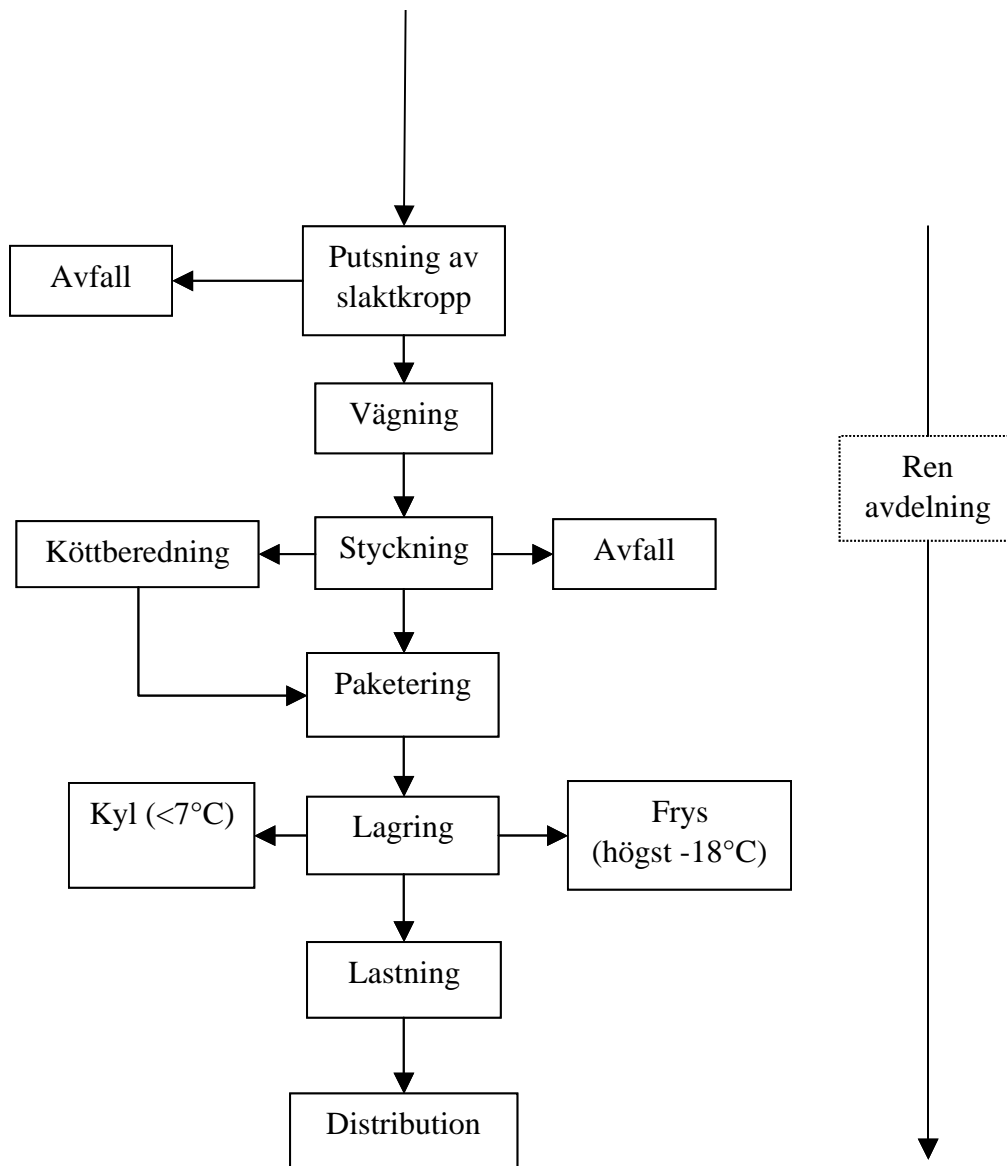 Avfall
Putsning av
slaktkropp
Vägning
Ren
avdelning
Köttberedning
Styckning
Avfall
Paketering
Kyl (<7°C)
Lagring
Frys
(högst -18°C)
Lastning
Distribution